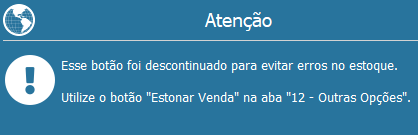 Atenção
Esse botão foi descontinuado para evitar erros no estoque.
Utilize o botão "Estonar Venda" na aba "12 - Outras Opções".